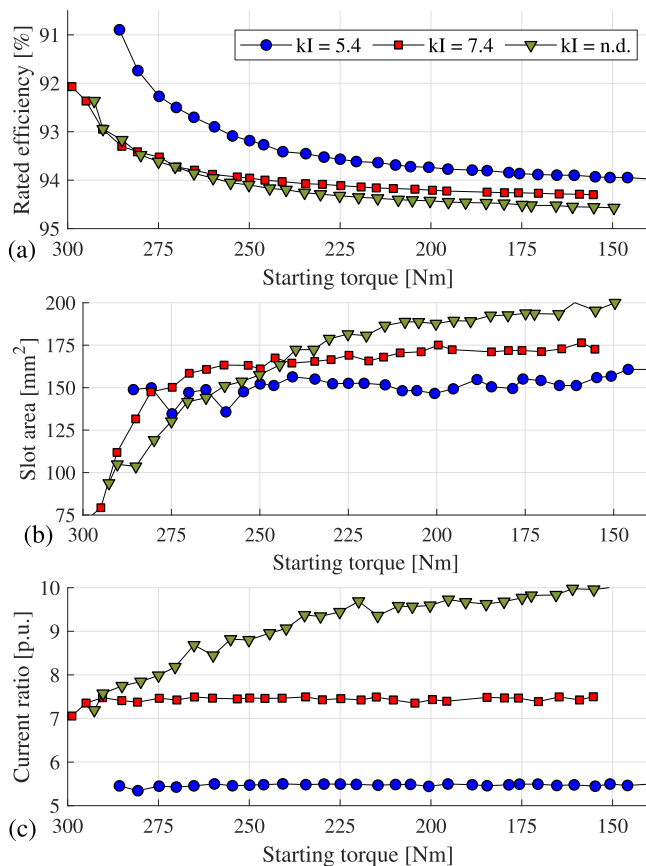 91
92
93
94
95
Rated efficiency [%]
kI = 5.4 kI = 7.4 kI = n.d.
300 275 250 225 200 175 150
(a)
Starting torque [Nm]
200
175
150
125
100
75
Slot area [mm²]
300 275 250 225 200 175 150
(b)
Starting torque [Nm]
10
9
8
7
6
5
Current ratio [p.u.]
300 275 250 225 200 175 150
(c)
Starting torque [Nm]